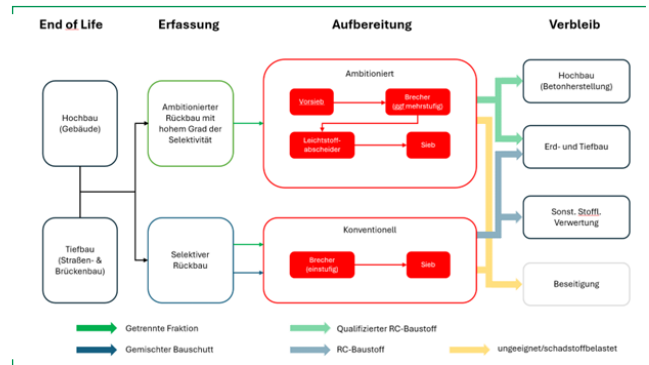 End of Life
Erfassung
Aufbereitung
Verbleib
Hochbau
(Gebäude)
Tiefbau
(Straßen- &
Brückenbau)
Ambitionierter
Rückbau mit
hohem Grad der
Selektivität
Selektiver
Rückbau
Ambitioniert
Vorsieb
Brecher
(ggf mehrstufig)
Leichtstoff-
abscheider
Sieb
Konventionell
Brecher
(einstufig)
Sieb
Hochbau
(Betonherstellung)
Erd- und Tiefbau
Sonst. Stoffl.
Verwertung
Beseitigung
Getrennte Fraktion
Qualifizierter RC-Baustoff
Gemischter Bauschutt
RC-Baustoff
ungeeignet/schadstoffbelastet